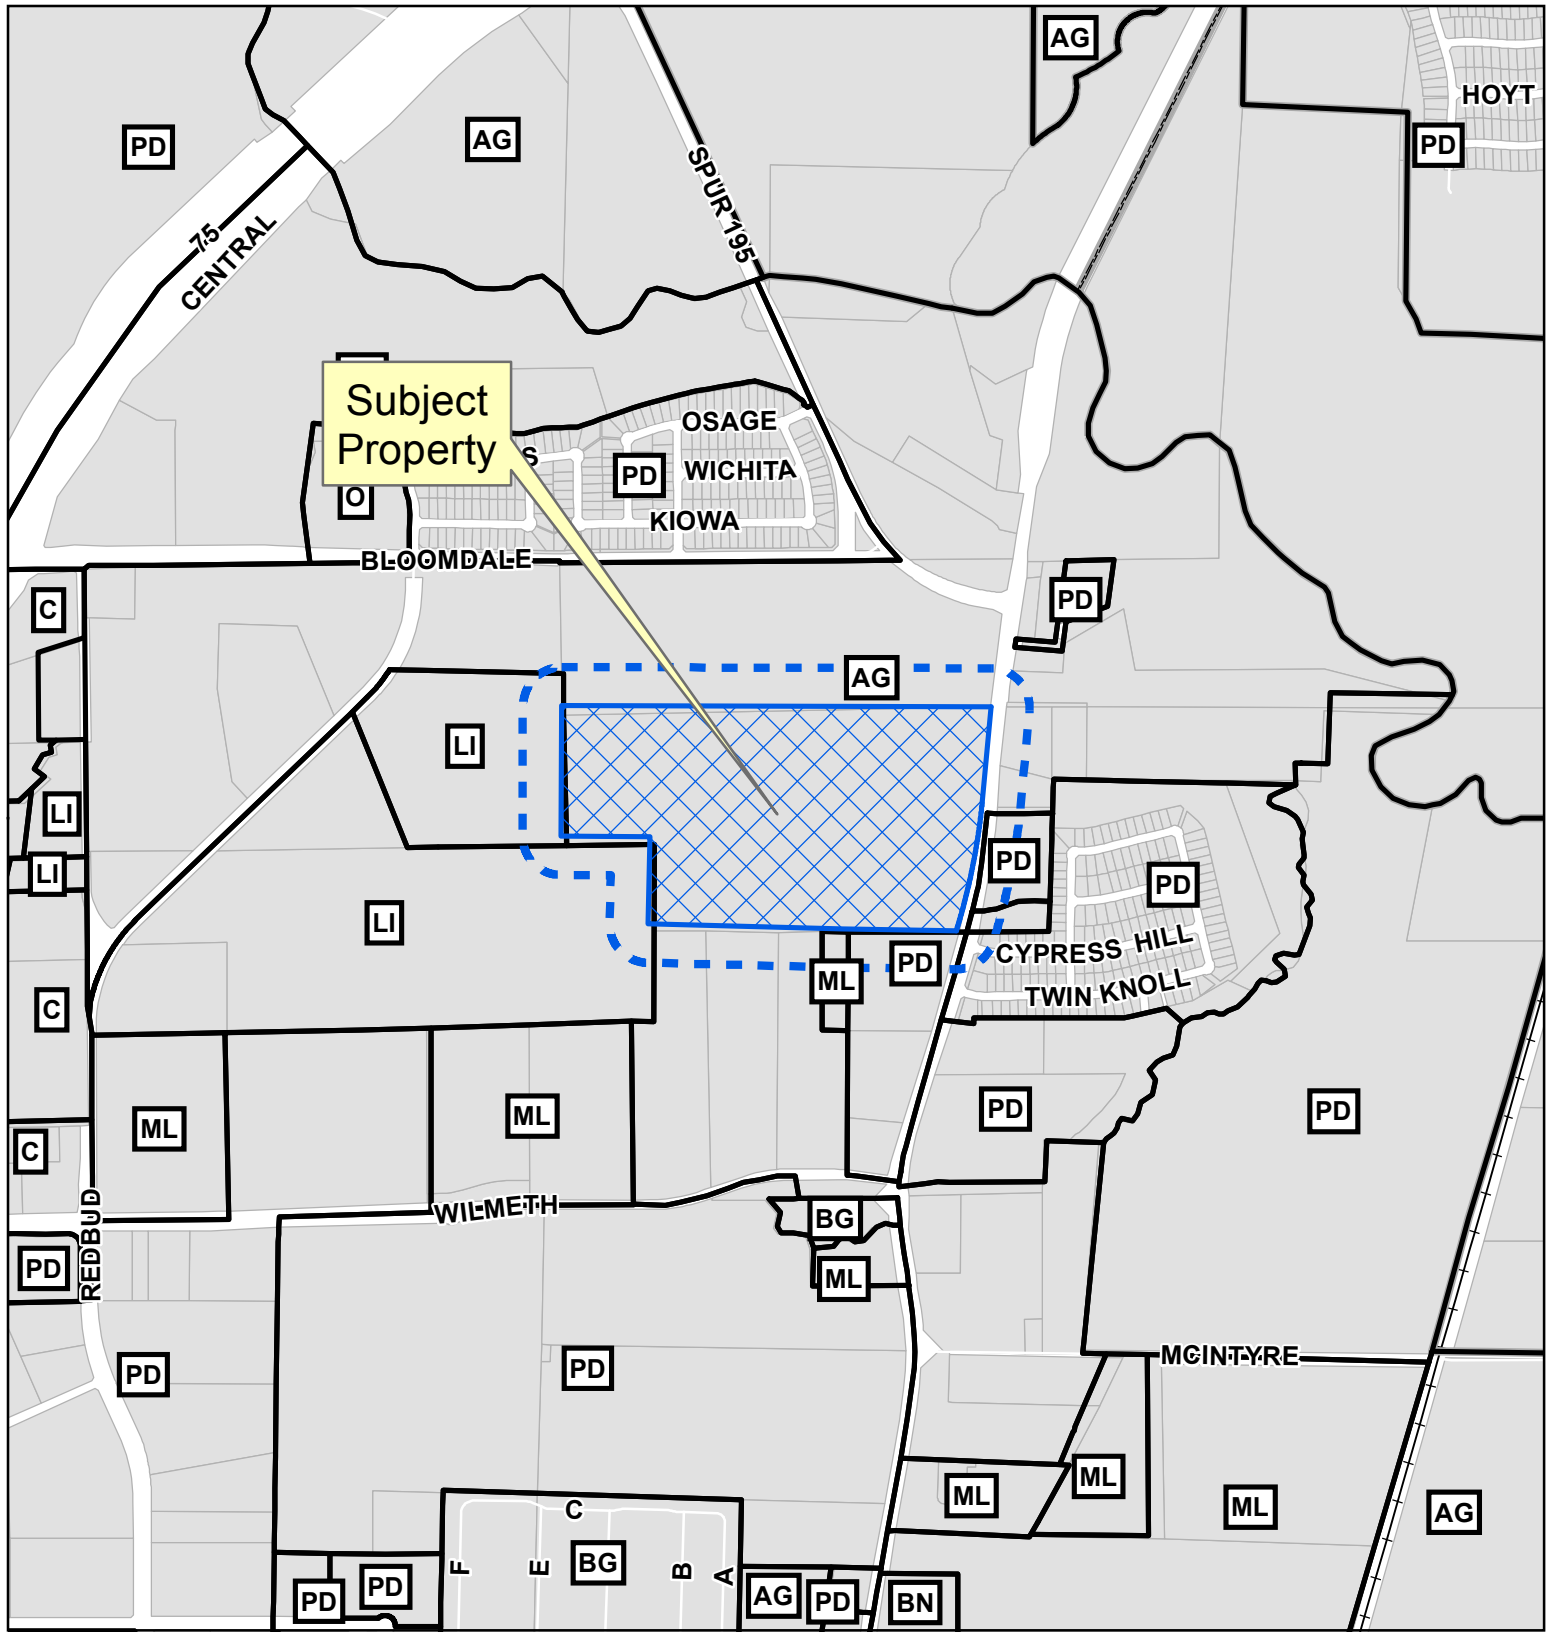 AG
HOYT
PD
AG
PD
SPUR 195
75
CENTRAL
Subject
Property
OSAGE
S
PD
WICHITA
O
KIOWA
BLOOMDALE
C
PD
AG
LI
LI
PD
LI
PD
LI
CYPRESS HILL
PD
ML
TWIN KNOLL
C
PD
PD
ML
ML
C
REDBUD
WILMETH
BG
PD
ML
MCINTYRE
PD
PD
ML
ML
ML
AG
C
F
E
BG
B
A
PD
PD
AG
PD
BN